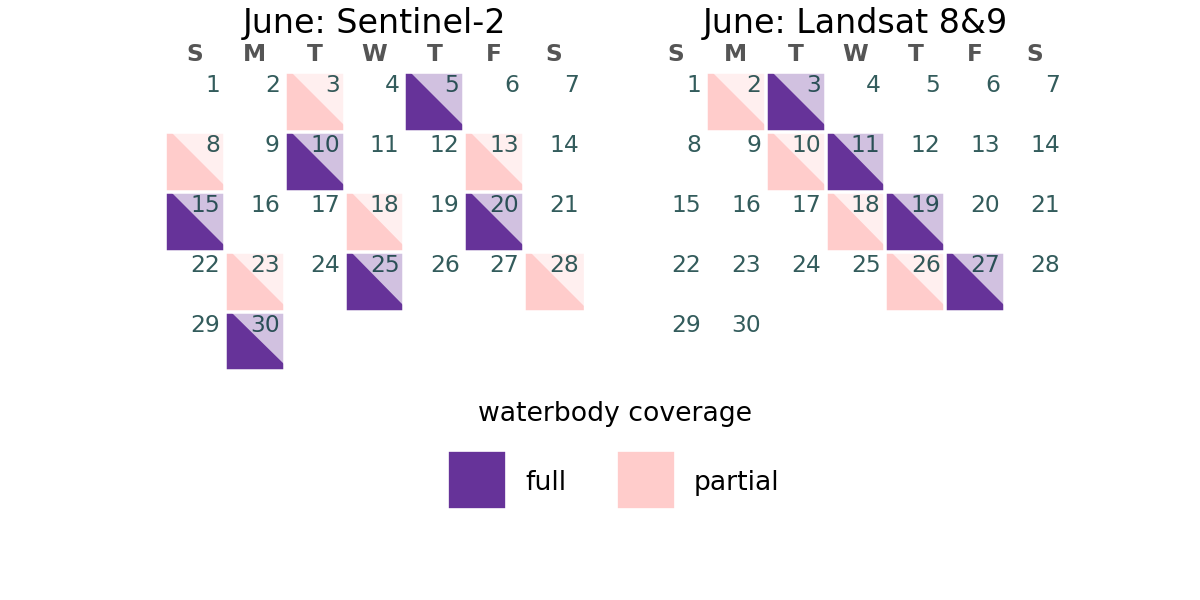 June: Sentinel-2
S M T W T F S
1 2 3 4 5 6 7
8 9 10 11 12 13 14
15 16 17 18 19 20 21
22 23 24 25 26 27 28
29 30
June: Landsat 8&9
S M T W T F S
1 2 3 4 5 6 7
8 9 10 11 12 13 14
15 16 17 18 19 20 21
22 23 24 25 26 27 28
29 30
waterbody coverage
full partial